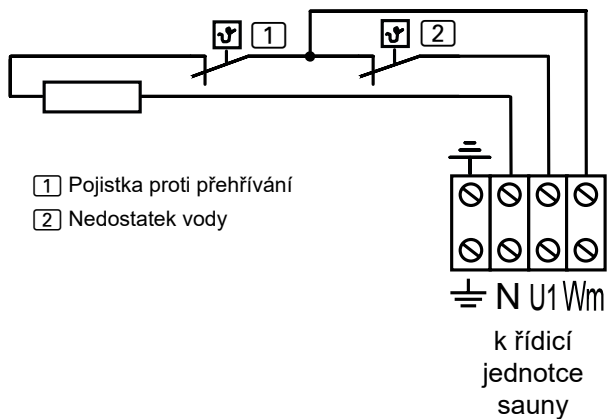 ϑ 1 ϑ 2
1 Pojistka proti přehřívání
2 Nedostatek vody
N U1 Wm
k řídicí
jednotce
sauny